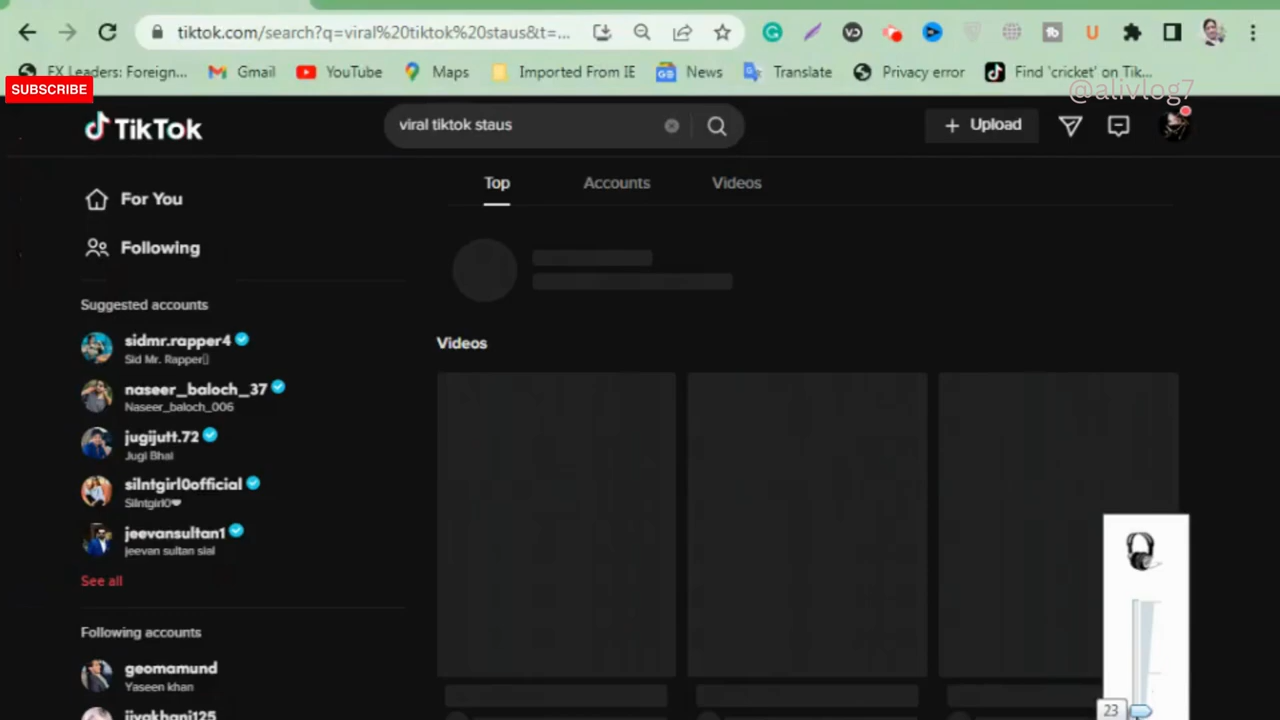 tiktok.com/search?q=viral%20tiktok%20staus&t=...
FX Leaders: Foreign... Gmail YouTube Maps Imported From IE News Translate Privacy error Find 'cricket' on Tik...
SUBSCRIBE
@alivlog7
TikTok
viral tiktok staus
Upload
Top Accounts Videos
For You
Following
Suggested accounts
sidmr.rapper4
Sid Mr. Rapper
naseer_baloch_37
Naseer_baloch_006
jugijutt.72
Jugi Bhai
silntgirl0official
Silntgirl0❤
jeevansultan1
jeevan sultan sial
See all
Following accounts
geomamund
Yaseen khan
jiyakhani125
Videos
23